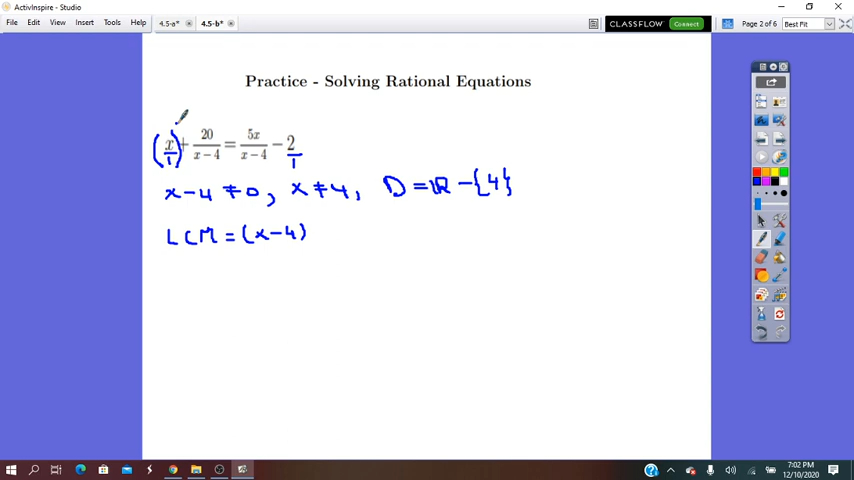 ActivInspire - Studio
File Edit View Insert Tools Help
4.5-a* 4.5-b*
CLASSFLOW Connect
Page 2 of 6 Best Fit
Practice - Solving Rational Equations
(x/1) + 20/(x−4) = 5x/(x−4) − 2/1
x−4 ≠ 0, x ≠ 4, D = ℝ − {4}
LCM = (x−4)
7:02 PM
12/10/2020